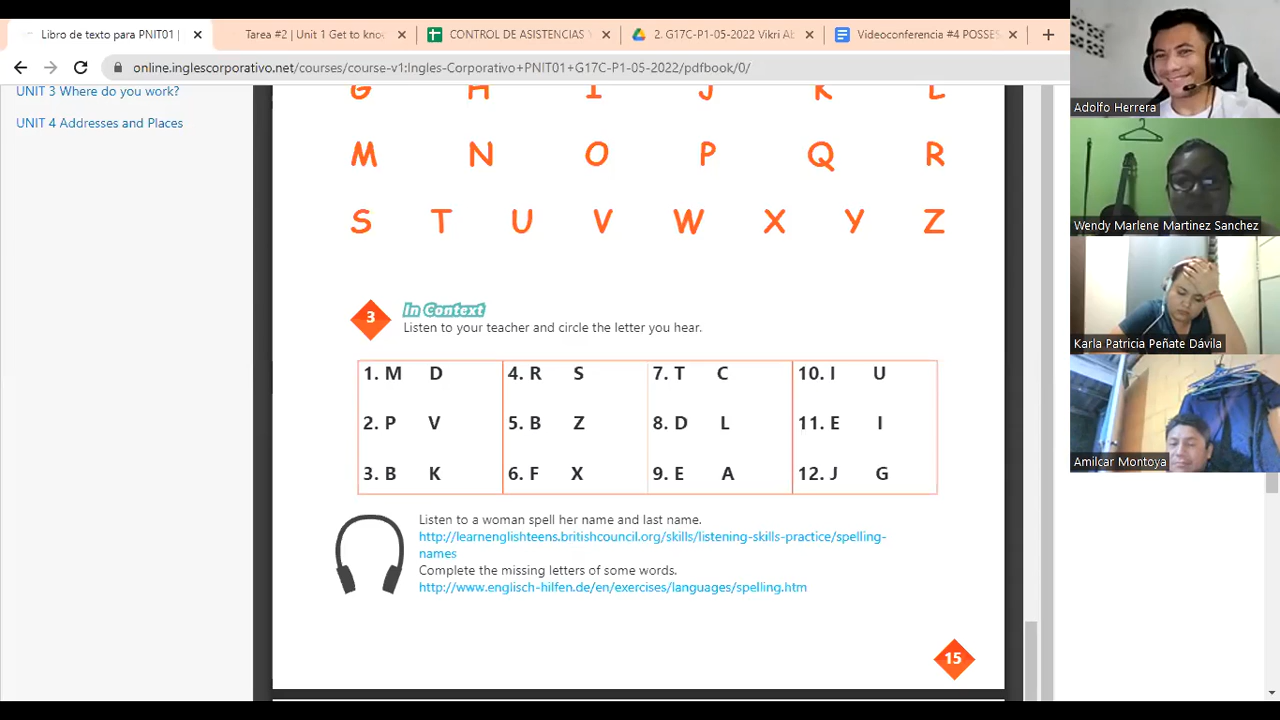 Libro de texto para PNIT01 |
Tarea #2 | Unit 1 Get to kno
CONTROL DE ASISTENCIAS Y
2. G17C-P1-05-2022 Vikri Ab
Videoconferencia #4 POSSES
online.inglescorporativo.net/courses/course-v1:Ingles-Corporativo+PNIT01+G17C-P1-05-2022/pdfbook/0/
UNIT 3 Where do you work?
UNIT 4 Addresses and Places
G H I J K L
M N O P Q R
S T U V W X Y Z
3
In Context
Listen to your teacher and circle the letter you hear.
1. M D 4. R S 7. T C 10. I U
2. P V 5. B Z 8. D L 11. E I
3. B K 6. F X 9. E A 12. J G
Listen to a woman spell her name and last name.
http://learnenglishteens.britishcouncil.org/skills/listening-skills-practice/spelling-
names
Complete the missing letters of some words.
http://www.englisch-hilfen.de/en/exercises/languages/spelling.htm
15
Adolfo Herrera
Wendy Marlene Martinez Sanchez
Karla Patricia Peñate Dávila
Amilcar Montoya